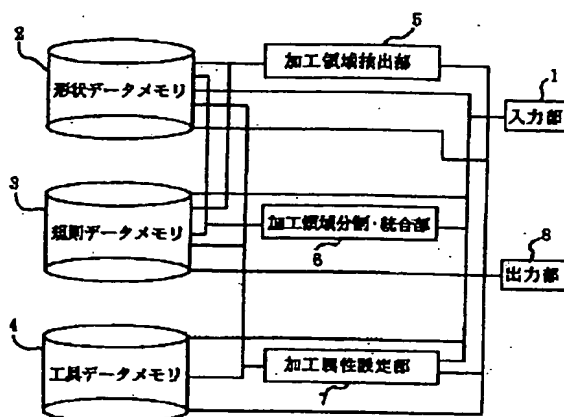 5
2
加工領域抽出部
1
形状データメモリ
入力部
3
規則データメモリ
加工領域分割・統合部
8
6
出力部
4
加工属性設定部
工具データメモリ
7